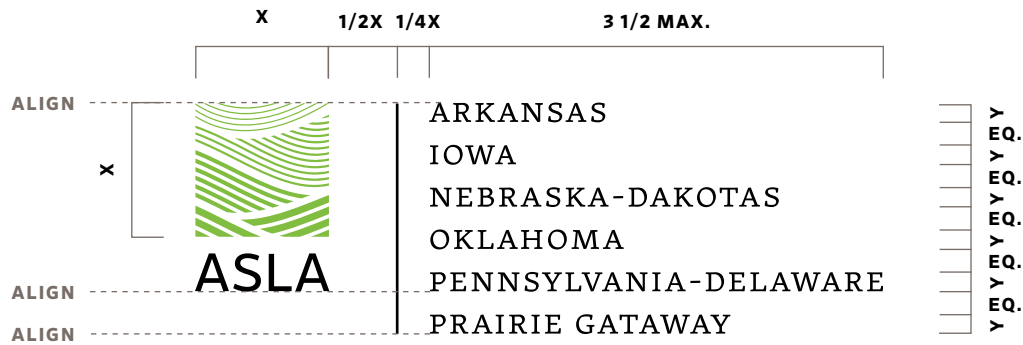 X 1/2X 1/4X 3 1/2 MAX.
ALIGN
X
ARKANSAS
IOWA
NEBRASKA-DAKOTAS
OKLAHOMA
ASLA
ALIGN
PENNSYLVANIA-DELAWARE
ALIGN
PRAIRIE GATAWAY
Y
EQ.
Y
EQ.
Y
EQ.
Y
EQ.
Y
EQ.
Y